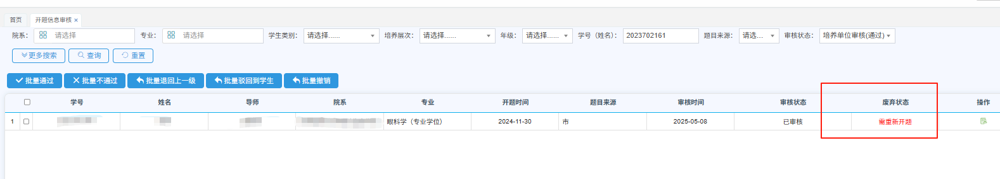 首页 开题信息审核 ×
院系： 请选择 专业： 请选择 学生类别： 请选择...... 培养层次： 请选择...... 年级： 请选择...... 学号（姓名）： 2023702161 题目来源： 请选... 审核状态： 培养单位审核(通过)
更多搜索 查询 重置
批量通过 批量不通过 批量退回上一级 批量驳回到学生 批量撤销
学号 姓名 导师 院系 专业 开题时间 题目来源 审核时间 审核状态 废弃状态 操作
1 眼科学（专业学位） 2024-11-30 市 2025-05-08 已审核 需重新开题